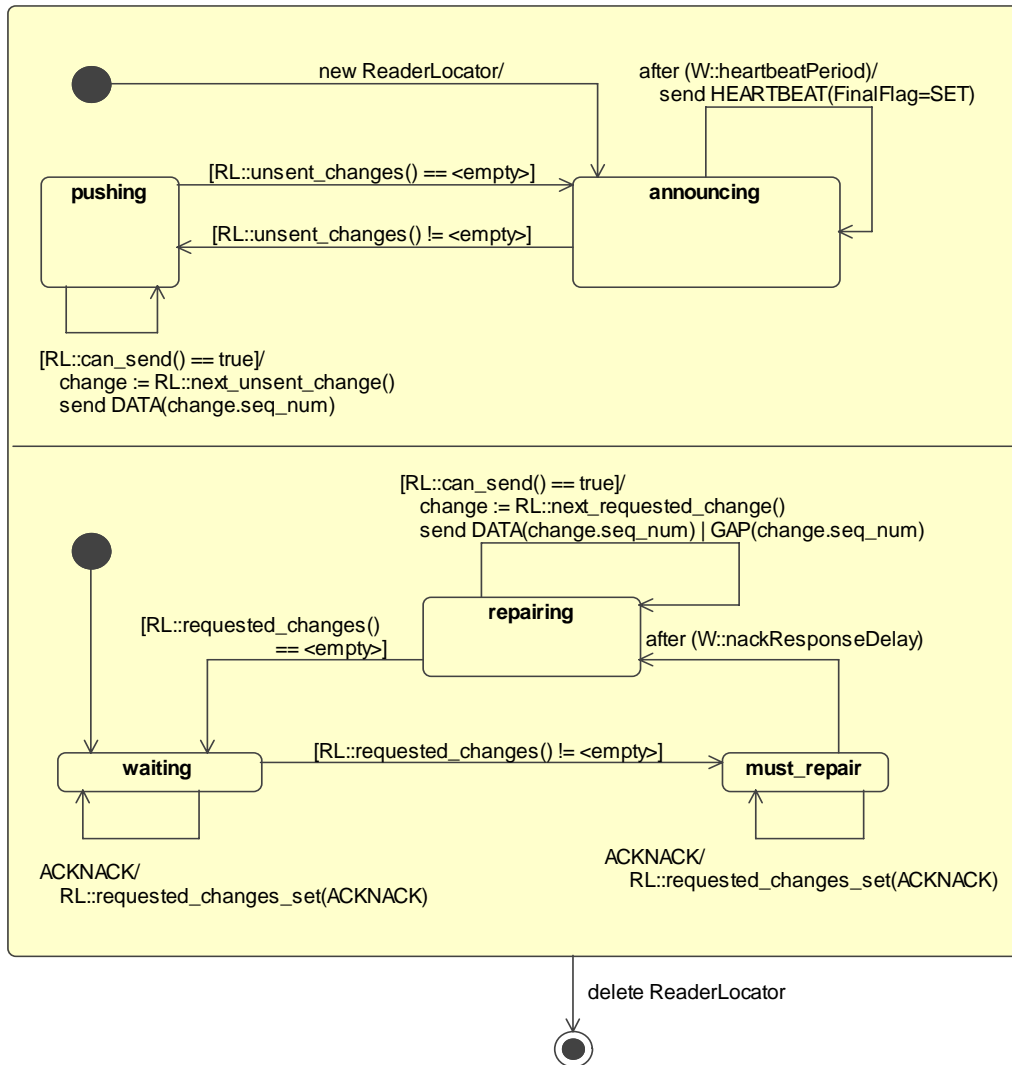 new ReaderLocator/
after (W::heartbeatPeriod)/
send HEARTBEAT(FinalFlag=SET)
[RL::unsent_changes() == <empty>]
pushing
announcing
[RL::unsent_changes() != <empty>]
[RL::can_send() == true]/
change := RL::next_unsent_change()
send DATA(change.seq_num)
[RL::can_send() == true]/
change := RL::next_requested_change()
send DATA(change.seq_num) | GAP(change.seq_num)
repairing
[RL::requested_changes()
== <empty>]
after (W::nackResponseDelay)
waiting
[RL::requested_changes() != <empty>]
must_repair
ACKNACK/
RL::requested_changes_set(ACKNACK)
ACKNACK/
RL::requested_changes_set(ACKNACK)
delete ReaderLocator